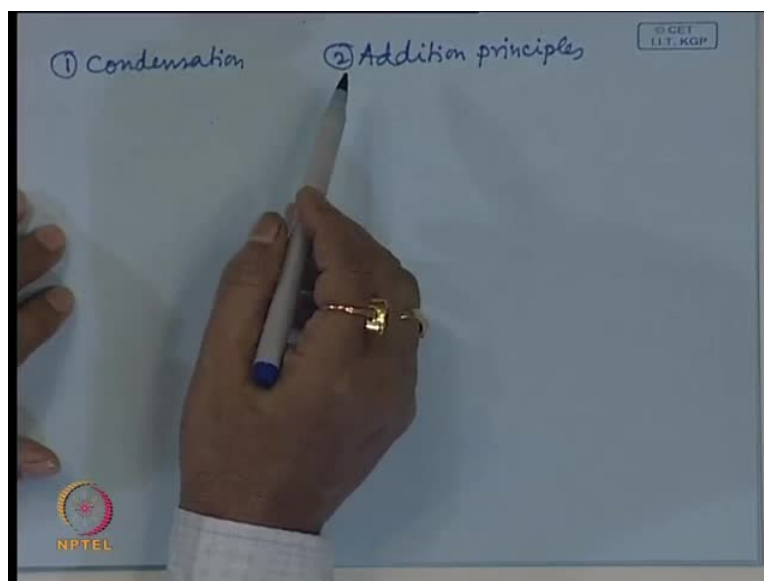 ① Condensation ② Addition principles
© CET
I.I.T. KGP
NPTEL